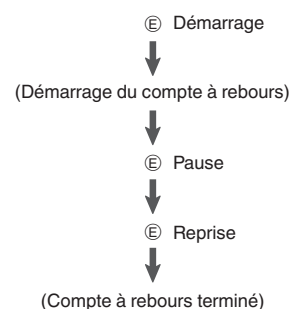 Ⓔ Démarrage
(Démarrage du compte à rebours)
Ⓔ Pause
Ⓔ Reprise
(Compte à rebours terminé)